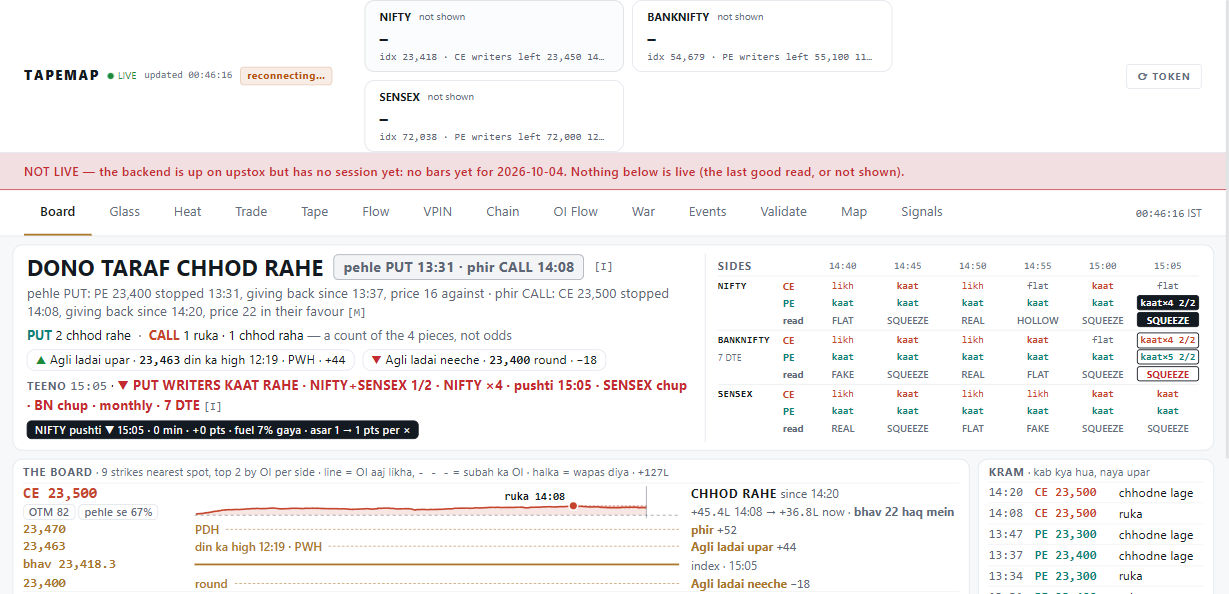 NIFTY not shown
–
idx 23,418 · CE writers left 23,450 14…
BANKNIFTY not shown
–
idx 54,679 · PE writers left 55,100 11…
TAPEMAP ● LIVE updated 00:46:16 reconnecting…
⟳ TOKEN
SENSEX not shown
–
idx 72,038 · PE writers left 72,000 12…
NOT LIVE — the backend is up on upstox but has no session yet: no bars yet for 2026-10-04. Nothing below is live (the last good read, or not shown).
Board Glass Heat Trade Tape Flow VPIN Chain OI Flow War Events Validate Map Signals 00:46:16 IST
DONO TARAF CHHOD RAHE pehle PUT 13:31 · phir CALL 14:08 [I]
pehle PUT: PE 23,400 stopped 13:31, giving back since 13:37, price 16 against · phir CALL: CE 23,500 stopped
14:08, giving back since 14:20, price 22 in their favour [M]
PUT 2 chhod rahe · CALL 1 ruka · 1 chhod raha — a count of the 4 pieces, not odds
▲ Agli ladai upar · 23,463 din ka high 12:19 · PWH · +44
▼ Agli ladai neeche · 23,400 round · −18
TEENO 15:05 · ▼ PUT WRITERS KAAT RAHE · NIFTY+SENSEX 1/2 · NIFTY ×4 · pushti 15:05 · SENSEX chup
· BN chup · monthly · 7 DTE [I]
NIFTY pushti ▼ 15:05 · 0 min · +0 pts · fuel 7% gaya · asar 1 → 1 pts per ×
SIDES 14:40 14:45 14:50 14:55 15:00 15:05
NIFTY CE likh kaat likh flat kaat flat
PE kaat kaat kaat kaat kaat kaat×4 2/2
read FLAT SQUEEZE REAL HOLLOW SQUEEZE SQUEEZE
BANKNIFTY CE likh kaat likh kaat flat kaat×4 2/2
7 DTE PE kaat kaat kaat kaat kaat kaat×5 2/2
read FAKE SQUEEZE REAL FLAT SQUEEZE SQUEEZE
SENSEX CE likh kaat likh likh kaat kaat
PE kaat kaat kaat kaat kaat kaat
read REAL SQUEEZE FLAT FAKE SQUEEZE SQUEEZE
THE BOARD · 9 strikes nearest spot, top 2 by OI per side · line = OI aaj likha, - - - = subah ka OI · halka = wapas diya · +127L
CE 23,500
OTM 82 pehle se 67%
ruka 14:08
CHHOD RAHE since 14:20
+45.4L 14:08 → +36.8L now · bhav 22 haq mein
23,470 PDH phir +52
23,463 din ka high 12:19 · PWH Agli ladai upar +44
bhav 23,418.3 index · 15:05
23,400 round Agli ladai neeche −18
KRAM · kab kya hua, naya upar
14:20 CE 23,500 chhodne lage
14:08 CE 23,500 ruka
13:47 PE 23,300 chhodne lage
13:37 PE 23,400 chhodne lage
13:34 PE 23,300 ruka